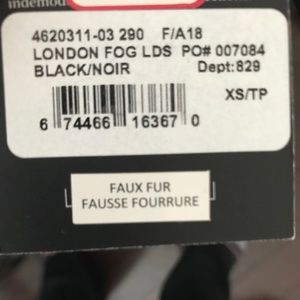 indemod
4620311-03 290 F/A18
LONDON FOG LDS PO# 007084
BLACK/NOIR Dept:829
XS/TP
6 74466 16367 0
FAUX FUR
FAUSSE FOURRURE